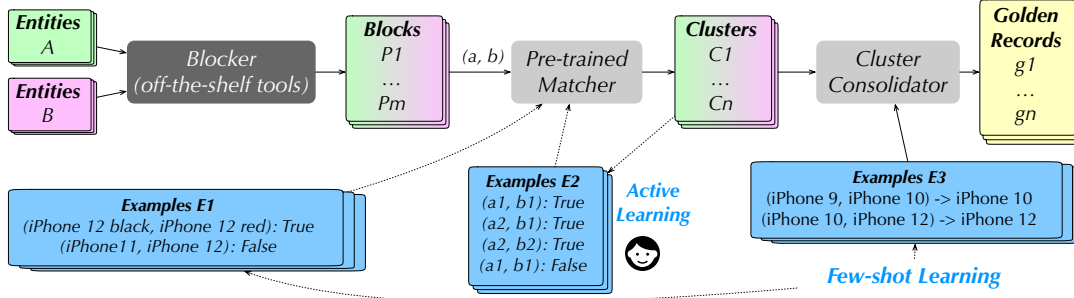 Entities
A
Entities
B
Blocker
(off-the-shelf tools)
Blocks
P1
...
Pm
(a, b)
Pre-trained
Matcher
Clusters
C1
...
Cn
Cluster
Consolidator
Golden
Records
g1
...
gn
Examples E1
(iPhone 12 black, iPhone 12 red): True
(iPhone11, iPhone 12): False
Examples E2
(a1, b1): True
(a2, b1): True
(a2, b2): True
(a1, b1): False
Active
Learning
Examples E3
(iPhone 9, iPhone 10) -> iPhone 10
(iPhone 10, iPhone 12) -> iPhone 12
Few-shot Learning